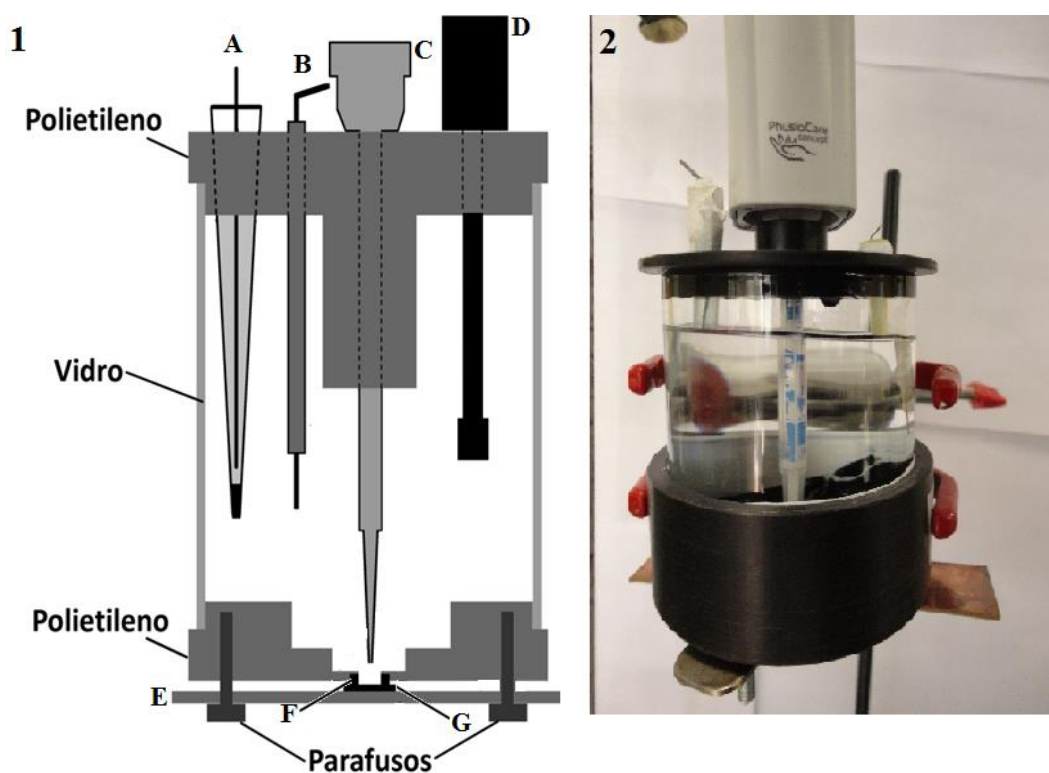 1
A
B
C
D
Polietileno
Vidro
Polietileno
E
F
G
Parafusos
2
PhysioCare
concept